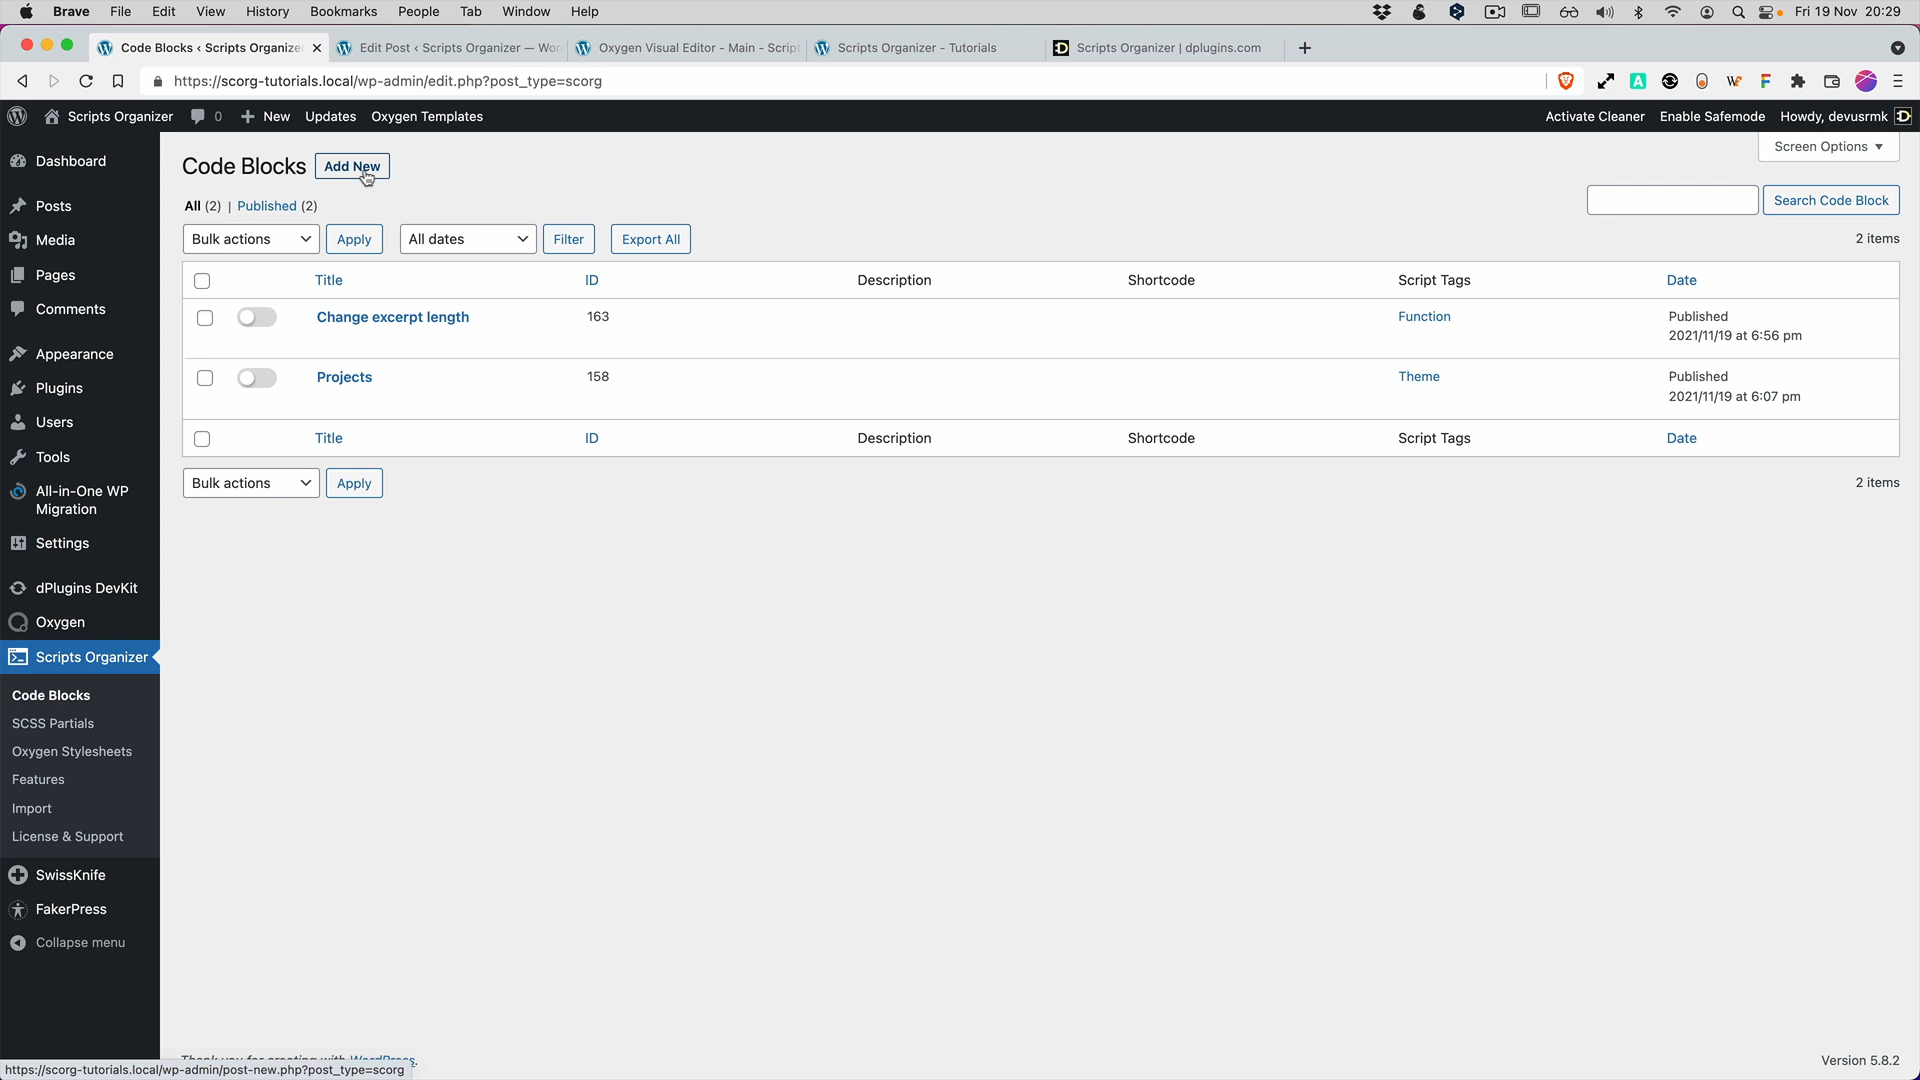 Brave File Edit View History Bookmarks People Tab Window Help Fri 19 Nov 20:29
Code Blocks ‹ Scripts Organize Edit Post ‹ Scripts Organizer — Wor Oxygen Visual Editor - Main - Script Scripts Organizer - Tutorials Scripts Organizer | dplugins.com
https://scorg-tutorials.local/wp-admin/edit.php?post_type=scorg
Scripts Organizer 0 New Updates Oxygen Templates Activate Cleaner Enable Safemode Howdy, devusrmk
Dashboard
Posts
Media
Pages
Comments
Appearance
Plugins
Users
Tools
All-in-One WP
Migration
Settings
dPlugins DevKit
Oxygen
Scripts Organizer
Code Blocks
SCSS Partials
Oxygen Stylesheets
Features
Import
License & Support
SwissKnife
FakerPress
Collapse menu
Screen Options
Code Blocks Add New
All (2) | Published (2)
Search Code Block
Bulk actions Apply All dates Filter Export All 2 items
Title ID Description Shortcode Script Tags Date
Change excerpt length 163 Function Published
2021/11/19 at 6:56 pm
Projects 158 Theme Published
2021/11/19 at 6:07 pm
Title ID Description Shortcode Script Tags Date
Bulk actions Apply 2 items
Thank you for creating with WordPress. Version 5.8.2
https://scorg-tutorials.local/wp-admin/post-new.php?post_type=scorg